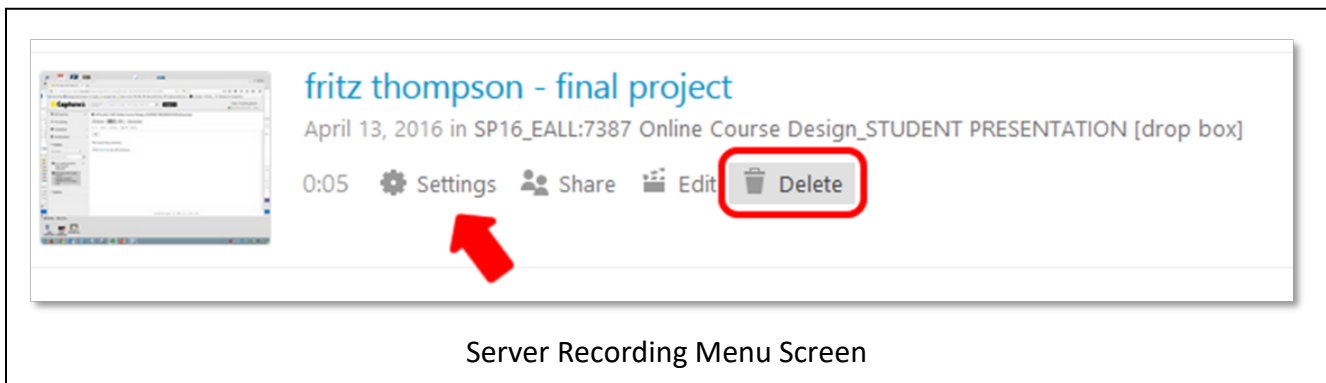 fritz thompson - final project
April 13, 2016 in SP16_EALL:7387 Online Course Design_STUDENT PRESENTATION [drop box]
0:05 Settings Share Edit Delete
Server Recording Menu Screen